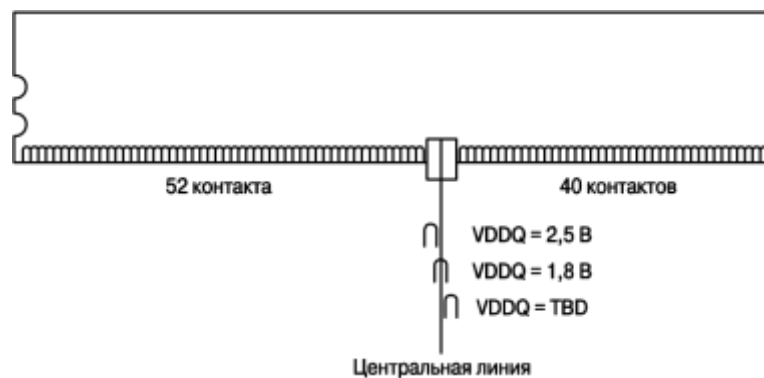 52 контакта
40 контактов
VDDQ = 2,5 В
VDDQ = 1,8 В
VDDQ = TBD
Центральная линия